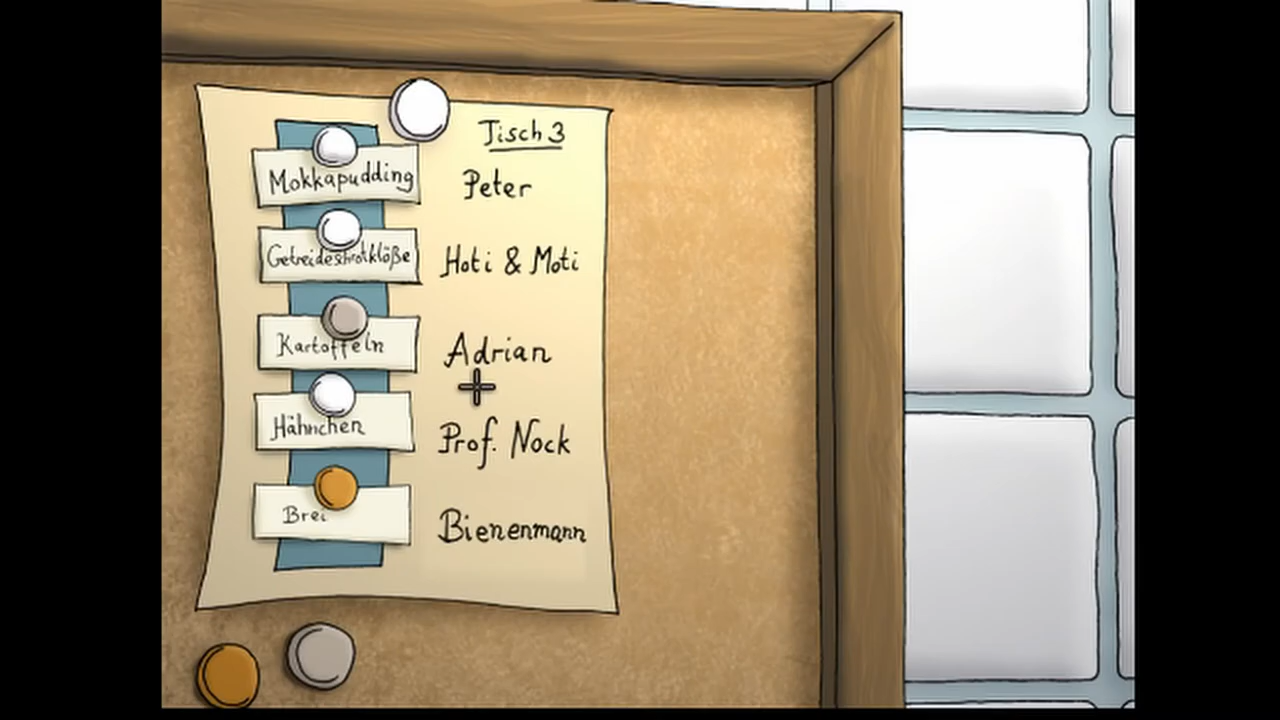 Tisch 3
Mokkapudding Peter
Getreideschrotklöße Hoti & Moti
Kartoffeln Adrian
Hähnchen Prof. Nock
Brei Bienenmann